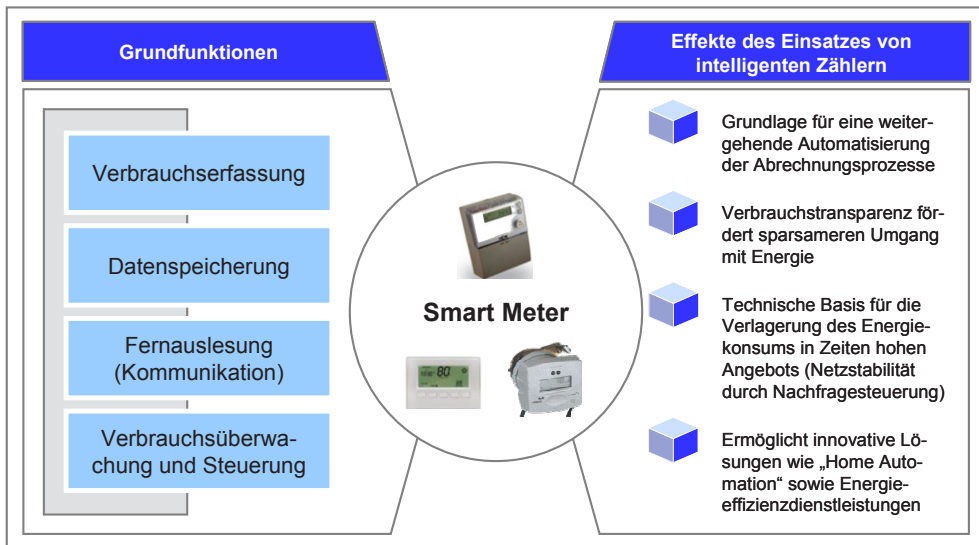 Grundfunktionen
Verbrauchserfassung
Datenspeicherung
Fernauslesung
(Kommunikation)
Verbrauchsüberwa-
chung und Steuerung
Smart Meter
80
Effekte des Einsatzes von
intelligenten Zählern
Grundlage für eine weiter-
gehende Automatisierung
der Abrechnungsprozesse
Verbrauchstransparenz för-
dert sparsameren Umgang
mit Energie
Technische Basis für die
Verlagerung des Energie-
konsums in Zeiten hohen
Angebots (Netzstabilität
durch Nachfragesteuerung)
Ermöglicht innovative Lö-
sungen wie „Home Auto-
mation“ sowie Energie-
effizienzdienstleistungen